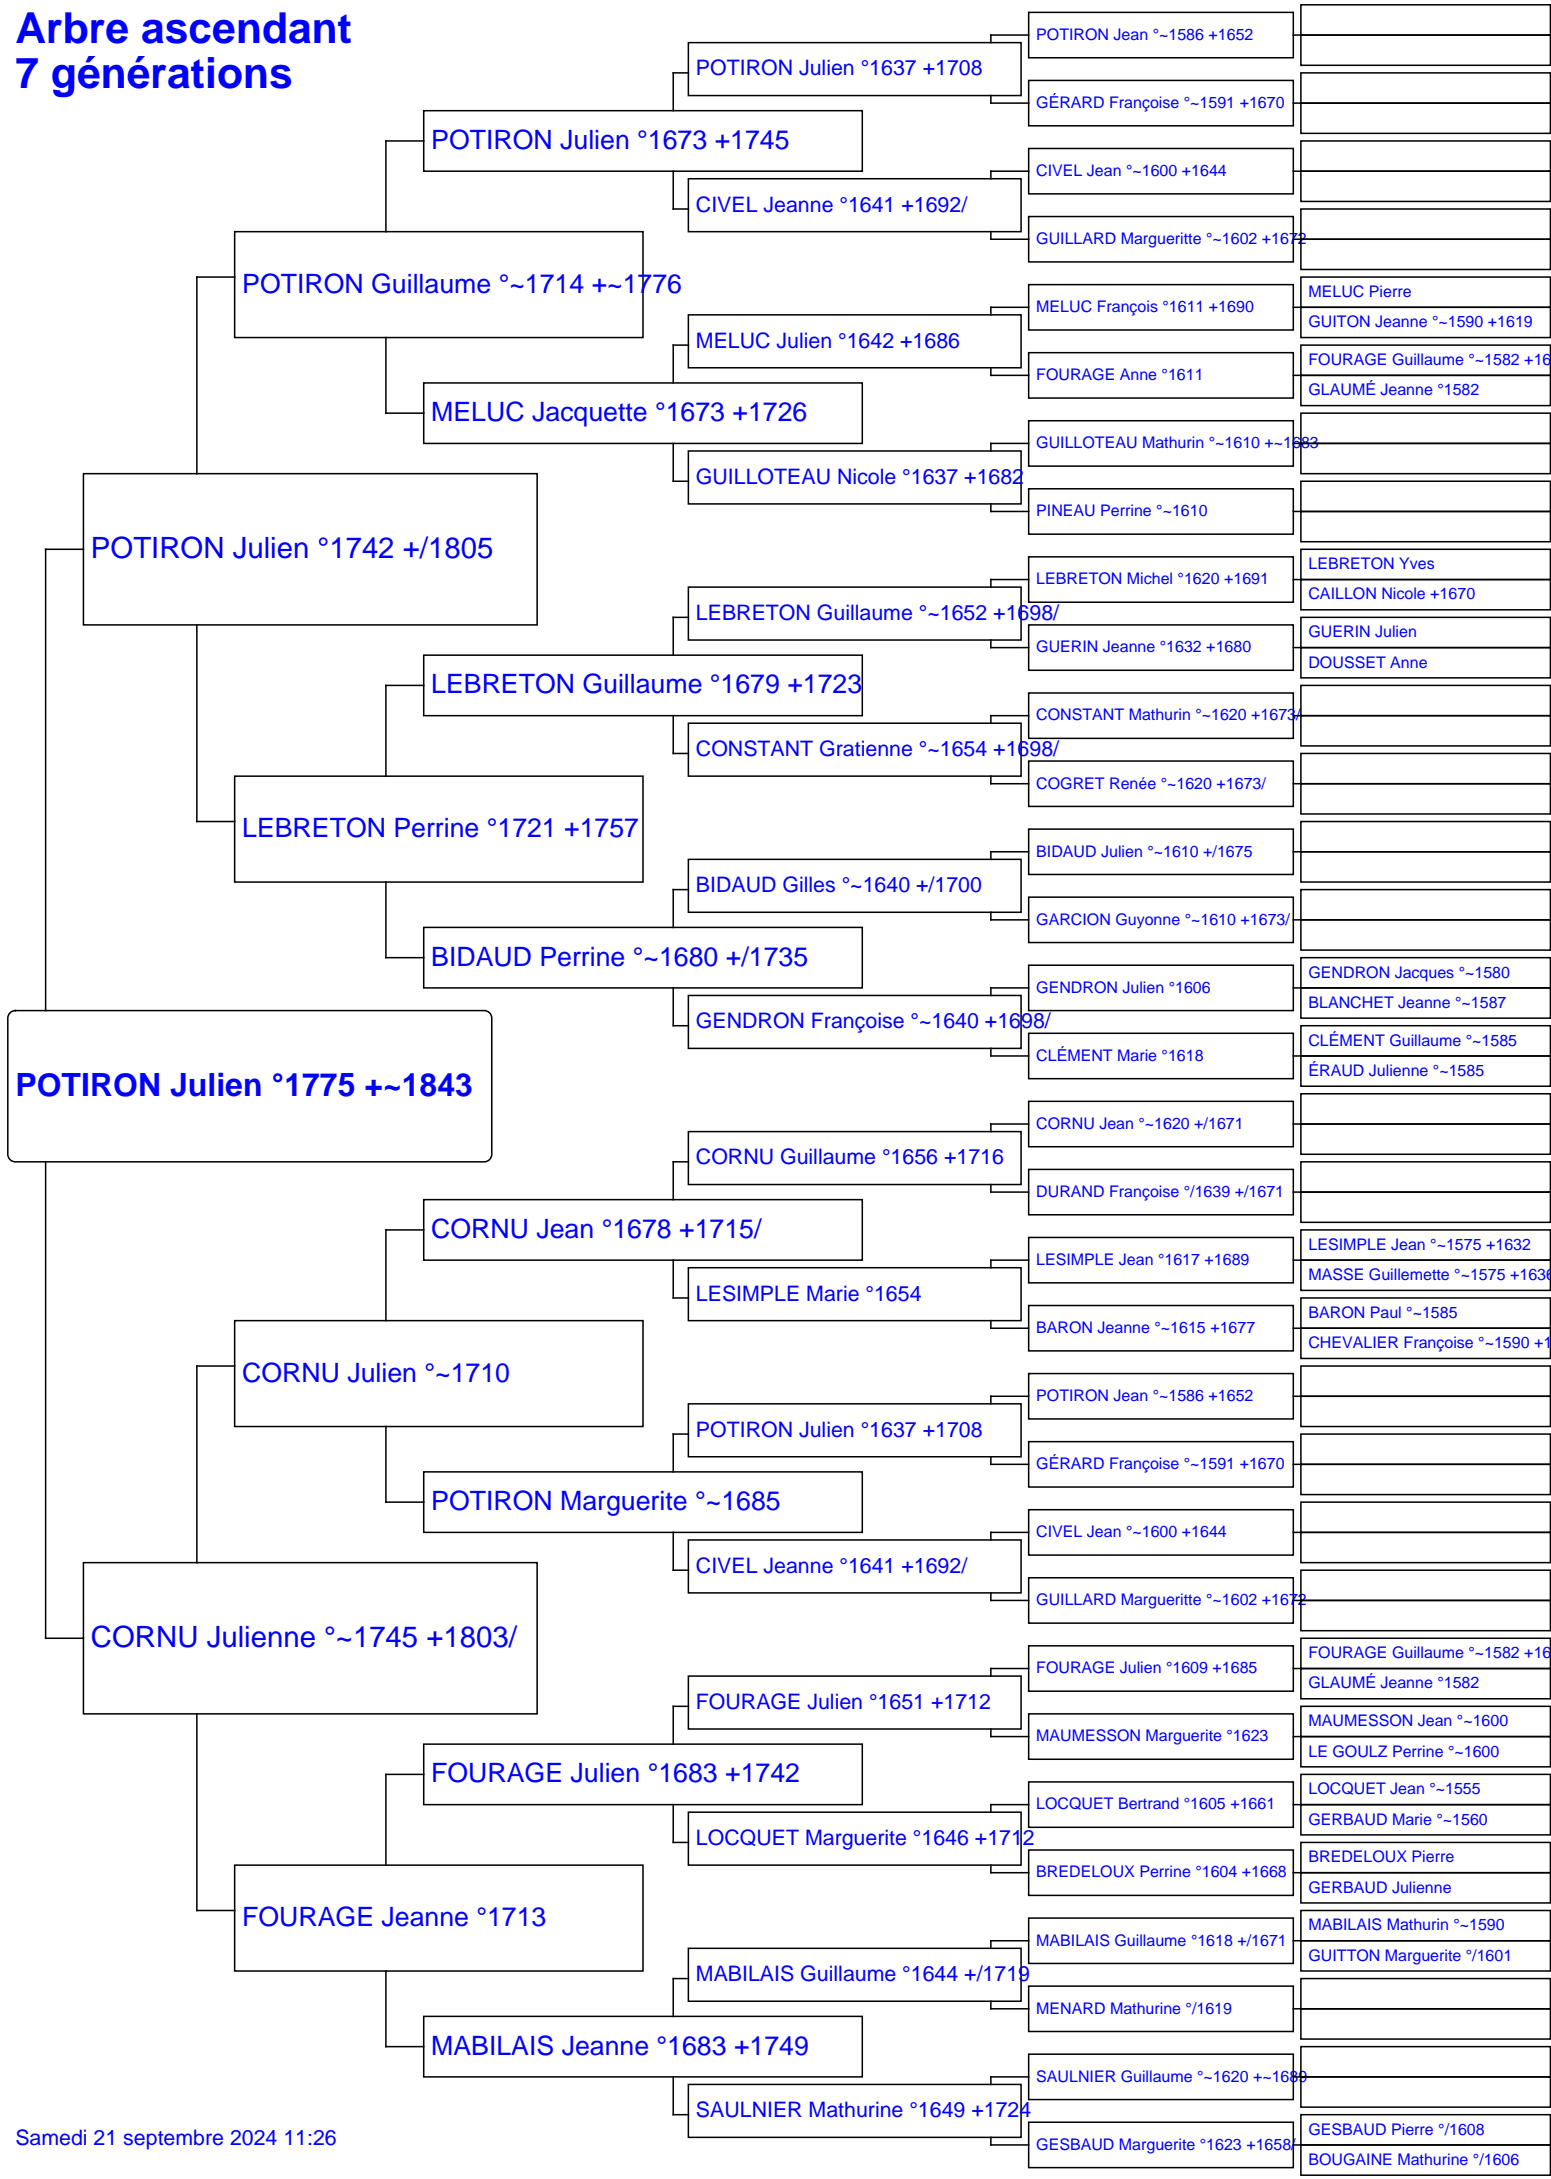 Arbre ascendant
7 générations
POTIRON Julien °1775 +~1843
POTIRON Julien °1742 +/1805
CORNU Julienne °~1745 +1803/
POTIRON Guillaume °~1714 +~1776
LEBRETON Perrine °1721 +1757
CORNU Julien °~1710
FOURAGE Jeanne °1713
POTIRON Julien °1673 +1745
MELUC Jacquette °1673 +1726
LEBRETON Guillaume °1679 +1723
BIDAUD Perrine °~1680 +/1735
CORNU Jean °1678 +1715/
POTIRON Marguerite °~1685
FOURAGE Julien °1683 +1742
MABILAIS Jeanne °1683 +1749
POTIRON Julien °1637 +1708
CIVEL Jeanne °1641 +1692/
MELUC Julien °1642 +1686
GUILLOTEAU Nicole °1637 +1682
LEBRETON Guillaume °~1652 +1698/
CONSTANT Gratienne °~1654 +1698/
BIDAUD Gilles °~1640 +/1700
GENDRON Françoise °~1640 +1698/
CORNU Guillaume °1656 +1716
LESIMPLE Marie °1654
POTIRON Julien °1637 +1708
CIVEL Jeanne °1641 +1692/
FOURAGE Julien °1651 +1712
LOCQUET Marguerite °1646 +1712
MABILAIS Guillaume °1644 +/1719
SAULNIER Mathurine °1649 +1724
POTIRON Jean °~1586 +1652
GÉRARD Françoise °~1591 +1670
CIVEL Jean °~1600 +1644
GUILLARD Margueritte °~1602 +1672
MELUC François °1611 +1690
FOURAGE Anne °1611
GUILLOTEAU Mathurin °~1610 +~1683
PINEAU Perrine °~1610
LEBRETON Michel °1620 +1691
GUERIN Jeanne °1632 +1680
CONSTANT Mathurin °~1620 +1673/
COGRET Renée °~1620 +1673/
BIDAUD Julien °~1610 +/1675
GARCION Guyonne °~1610 +1673/
GENDRON Julien °1606
CLÉMENT Marie °1618
CORNU Jean °~1620 +/1671
DURAND Françoise °/1639 +/1671
LESIMPLE Jean °1617 +1689
BARON Jeanne °~1615 +1677
POTIRON Jean °~1586 +1652
GÉRARD Françoise °~1591 +1670
CIVEL Jean °~1600 +1644
GUILLARD Margueritte °~1602 +1672
FOURAGE Julien °1609 +1685
MAUMESSON Marguerite °1623
LOCQUET Bertrand °1605 +1661
BREDELOUX Perrine °1604 +1668
MABILAIS Guillaume °1618 +/1671
MENARD Mathurine °/1619
SAULNIER Guillaume °~1620 +~1689
GESBAUD Marguerite °1623 +1658/
MELUC Pierre
GUITON Jeanne °~1590 +1619
FOURAGE Guillaume °~1582 +16
GLAUMÉ Jeanne °1582
LEBRETON Yves
CAILLON Nicole +1670
GUERIN Julien
DOUSSET Anne
GENDRON Jacques °~1580
BLANCHET Jeanne °~1587
CLÉMENT Guillaume °~1585
ÉRAUD Julienne °~1585
LESIMPLE Jean °~1575 +1632
MASSE Guillemette °~1575 +1636
BARON Paul °~1585
CHEVALIER Françoise °~1590 +1
FOURAGE Guillaume °~1582 +16
GLAUMÉ Jeanne °1582
MAUMESSON Jean °~1600
LE GOULZ Perrine °~1600
LOCQUET Jean °~1555
GERBAUD Marie °~1560
BREDELOUX Pierre
GERBAUD Julienne
MABILAIS Mathurin °~1590
GUITTON Marguerite °/1601
GESBAUD Pierre °/1608
BOUGAINE Mathurine °/1606
Samedi 21 septembre 2024 11:26